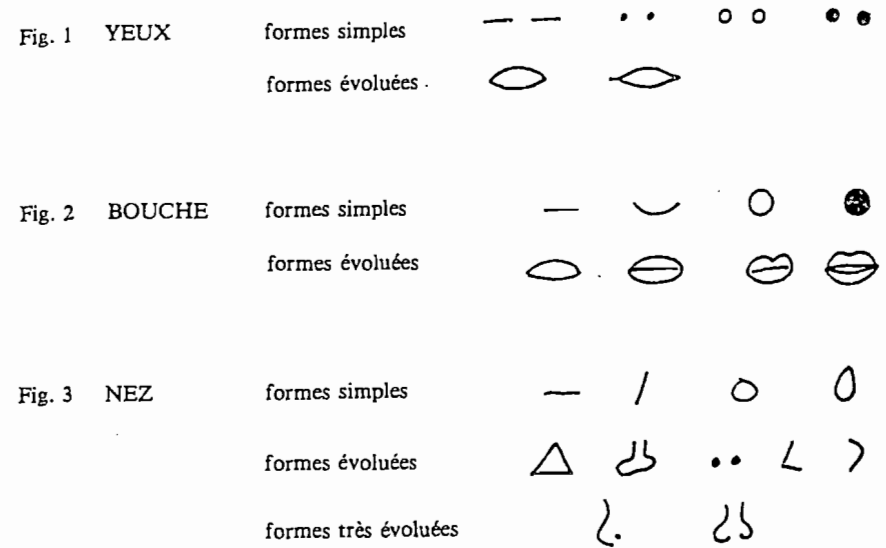 Fig. 1 YEUX formes simples
formes évoluées
Fig. 2 BOUCHE formes simples
formes évoluées
Fig. 3 NEZ formes simples
formes évoluées
formes très évoluées